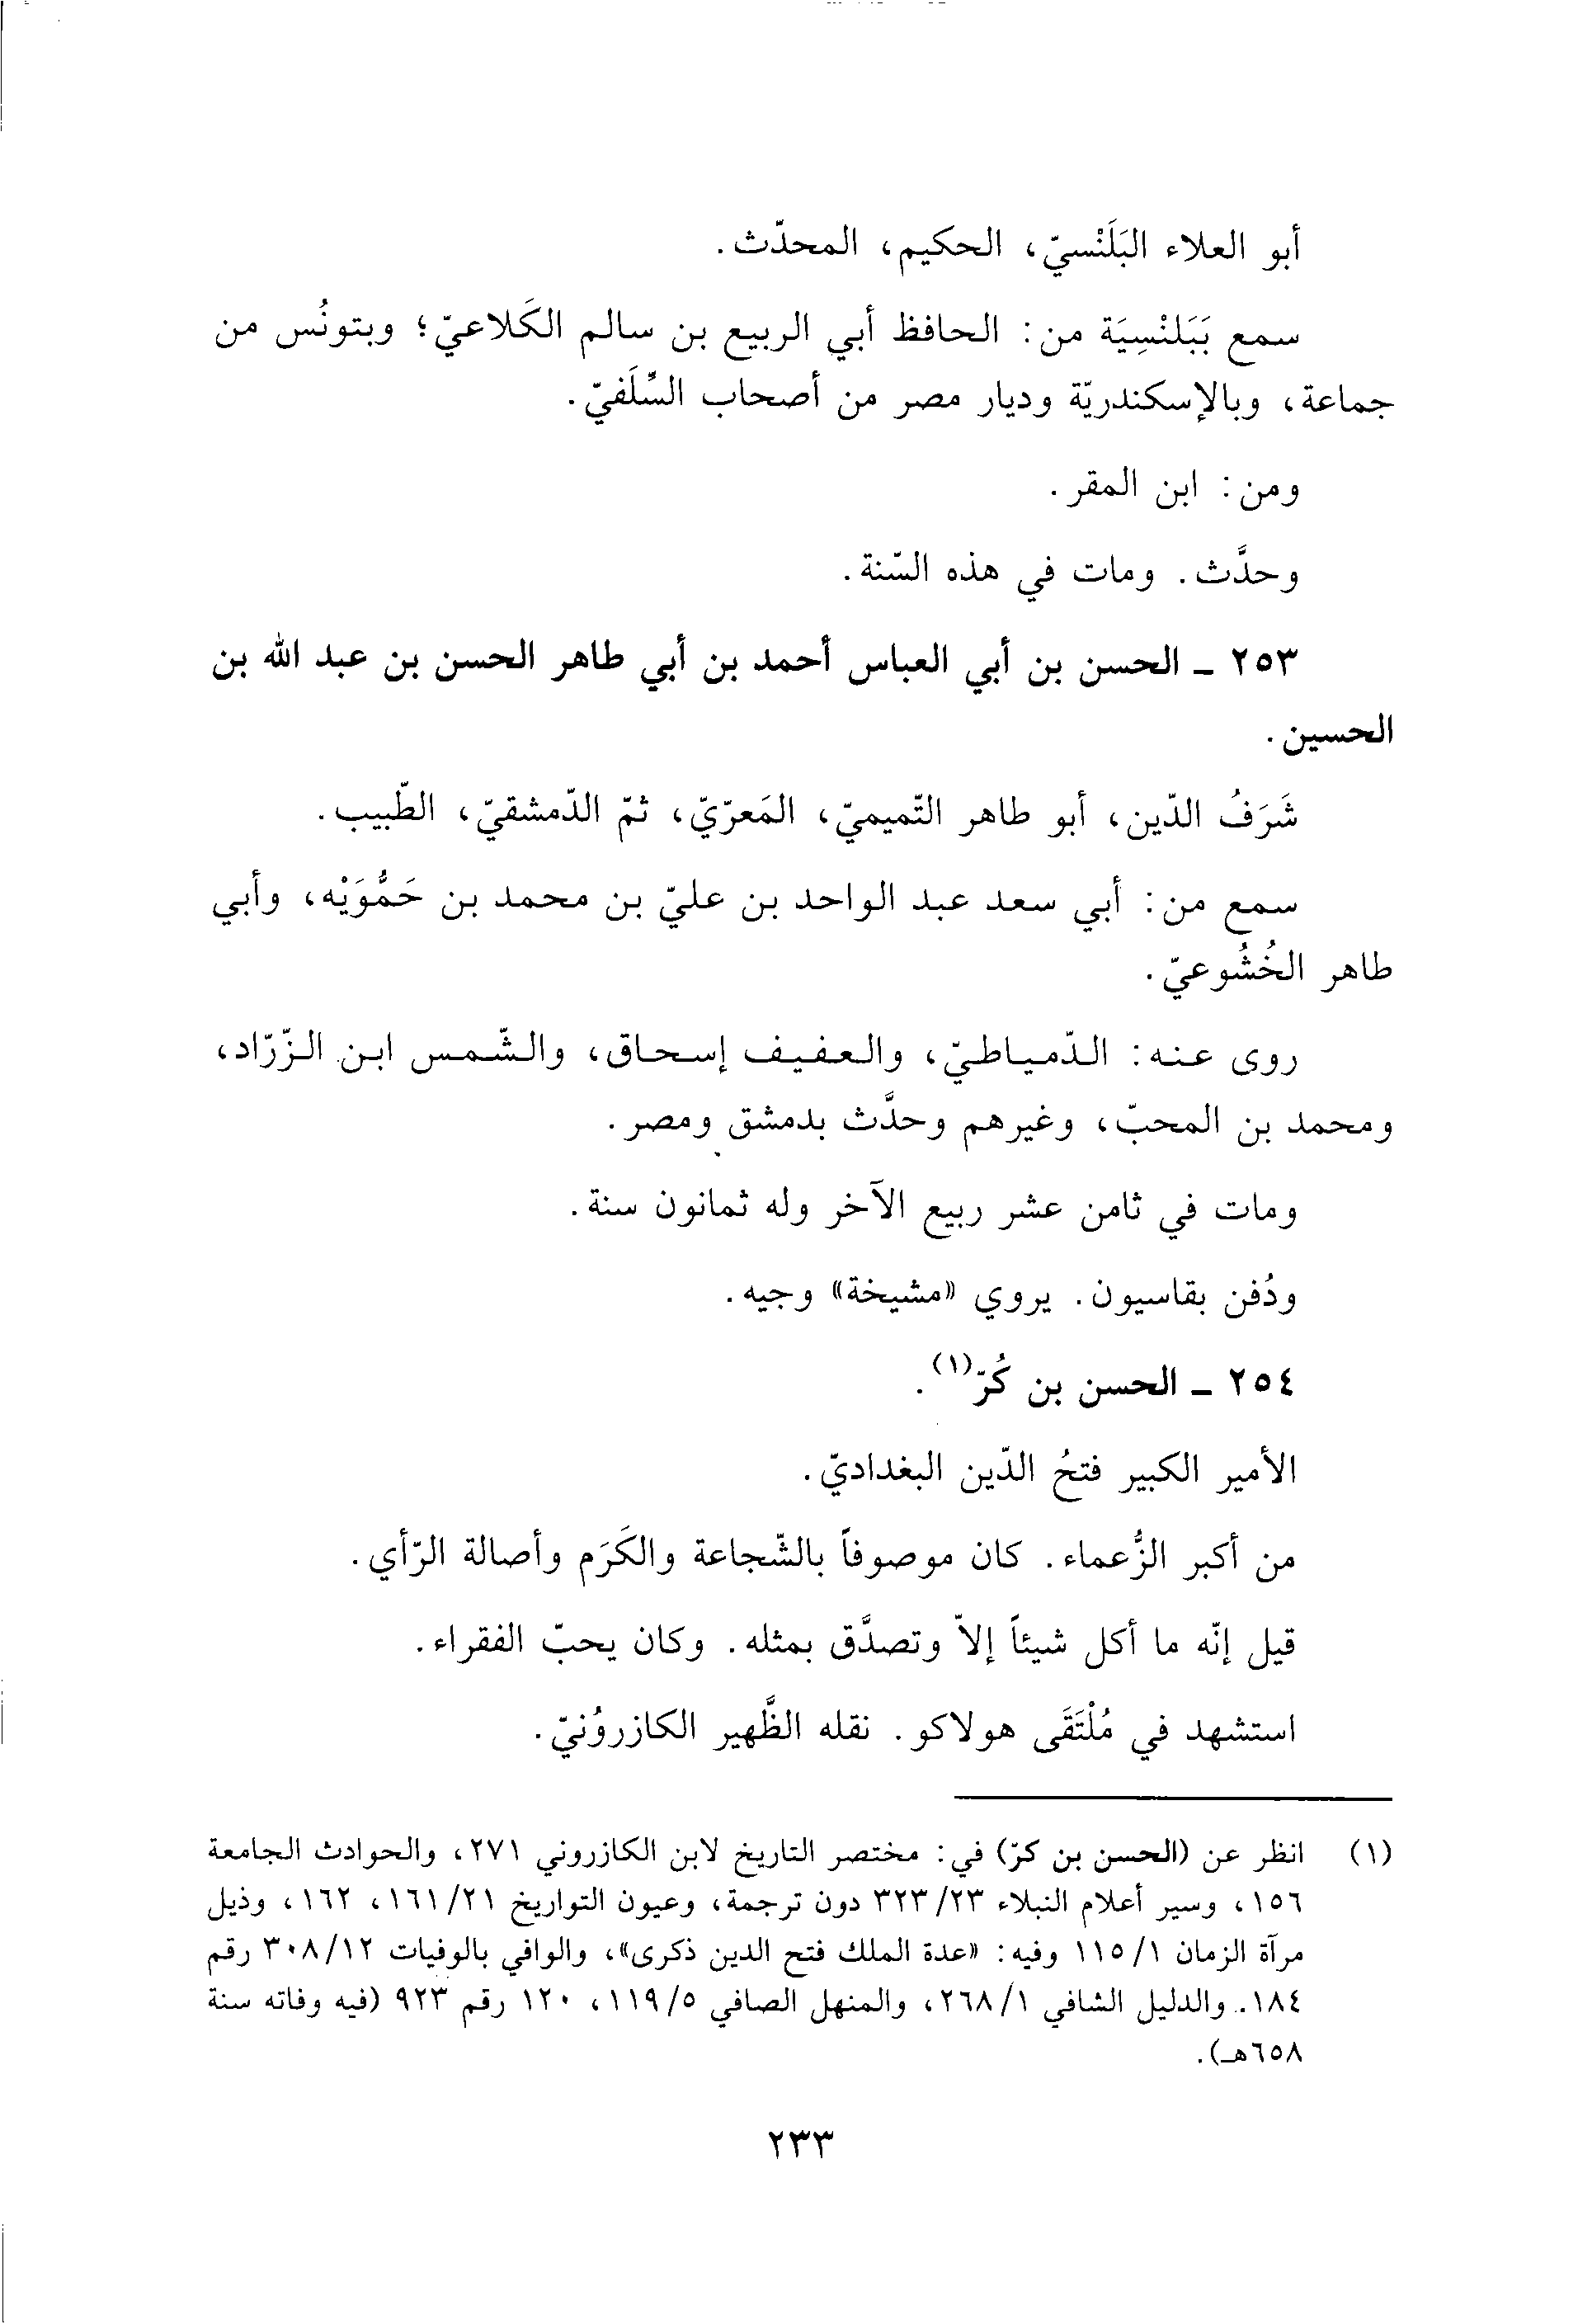 أبو العلاء البَلَنْسيّ، الحكيم، المحدّث.
سمع بَبَلنْسِيَة من: الحافظ أبي الربيع بن سالم الكَلاعيّ؛ وبتونُس من
جماعة، وبالإسكندريّة وديار مصر من أصحاب السِّلَفيّ.
ومن: ابن المقر.
وحدَّث. ومات في هذه السّنة.
٢٥٣ ـ الحسن بن أبي العباس أحمد بن أبي طاهر الحسن بن عبد الله بن
الحسين.
شَرَفُ الدّين، أبو طاهر التّميميّ، المَعرّيّ، ثمّ الدّمشقيّ، الطّبيب.
سمع من: أبي سعد عبد الواحد بن عليّ بن محمد بن حَمُّوَيْه، وأبي
طاهر الخُشُوعيّ.
روى عنه: الدّمياطيّ، والعفيف إسحاق، والشّمس ابن الزّرّاد،
ومحمد بن المحبّ، وغيرهم وحدَّث بدمشق ومصر.
ومات في ثامن عشر ربيع الآخر وله ثمانون سنة.
ودُفن بقاسيون. يروي «مشيخة» وجيه.
٢٥٤ ـ الحسن بن كُرّ(١).
الأمير الكبير فتحُ الدّين البغداديّ.
من أكبر الزُّعماء. كان موصوفاً بالشّجاعة والكَرَم وأصالة الرّأي.
قيل إنّه ما أكل شيئاً إلاّ وتصدَّق بمثله. وكان يحبّ الفقراء.
استشهد في مُلْتَقَى هولاكو. نقله الظَّهير الكازرُونيّ.
(١) انظر عن (الحسن بن كرّ) في: مختصر التاريخ لابن الكازروني ٢٧١، والحوادث الجامعة
١٥٦، وسير أعلام النبلاء ٣٢٣/٢٣ دون ترجمة، وعيون التواريخ ١٦١/٢١، ١٦٢، وذيل
مرآة الزمان ١١٥/١ وفيه: «عدة الملك فتح الدين ذكرى»، والوافي بالوفيات ٣٠٨/١٢ رقم
١٨٤. والدليل الشافي ٢٦٨/١، والمنهل الصافي ١١٩/٥، ١٢٠ رقم ٩٢٣ (فيه وفاته سنة
٦٥٨هـ).
٢٣٣